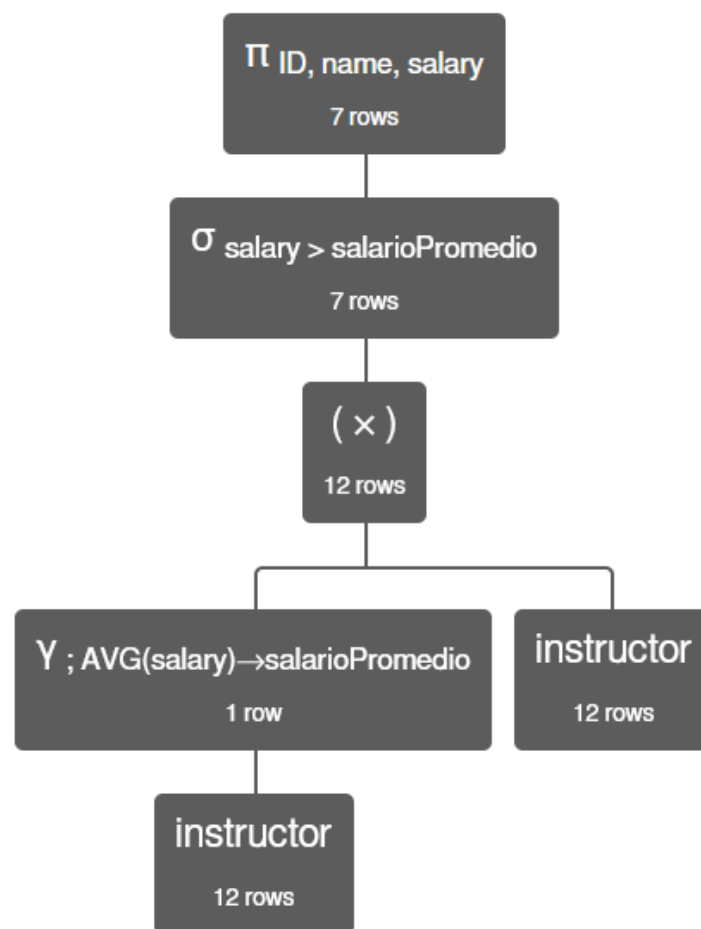 π ID, name, salary
7 rows
σ salary > salarioPromedio
7 rows
( × )
12 rows
γ ; AVG(salary)→salarioPromedio
1 row
instructor
12 rows
instructor
12 rows